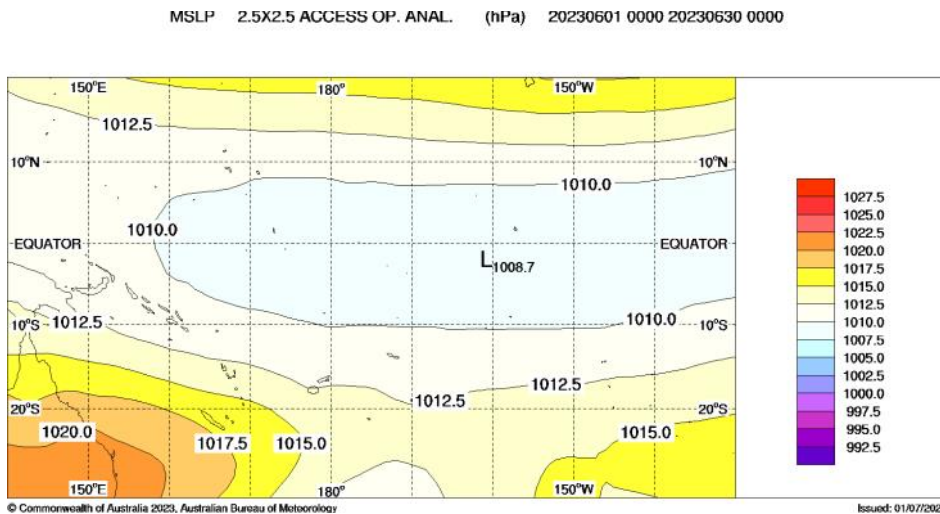 MSLP 2.5X2.5 ACCESS OP. ANAL. (hPa) 20230601 0000 20230630 0000
150°E 180° 150°W
1012.5
10°N 10°N
1010.0
1010.0
EQUATOR EQUATOR
L1008.7
1012.5 1010.0
10°S 10°S
1012.5 1012.5
20°S 20°S
1020.0 1017.5 1015.0 1015.0
150°E 180° 150°W
1027.5
1025.0
1022.5
1020.0
1017.5
1015.0
1012.5
1010.0
1007.5
1005.0
1002.5
1000.0
997.5
995.0
992.5
© Commonwealth of Australia 2023, Australian Bureau of Meteorology
Issued: 01/07/202